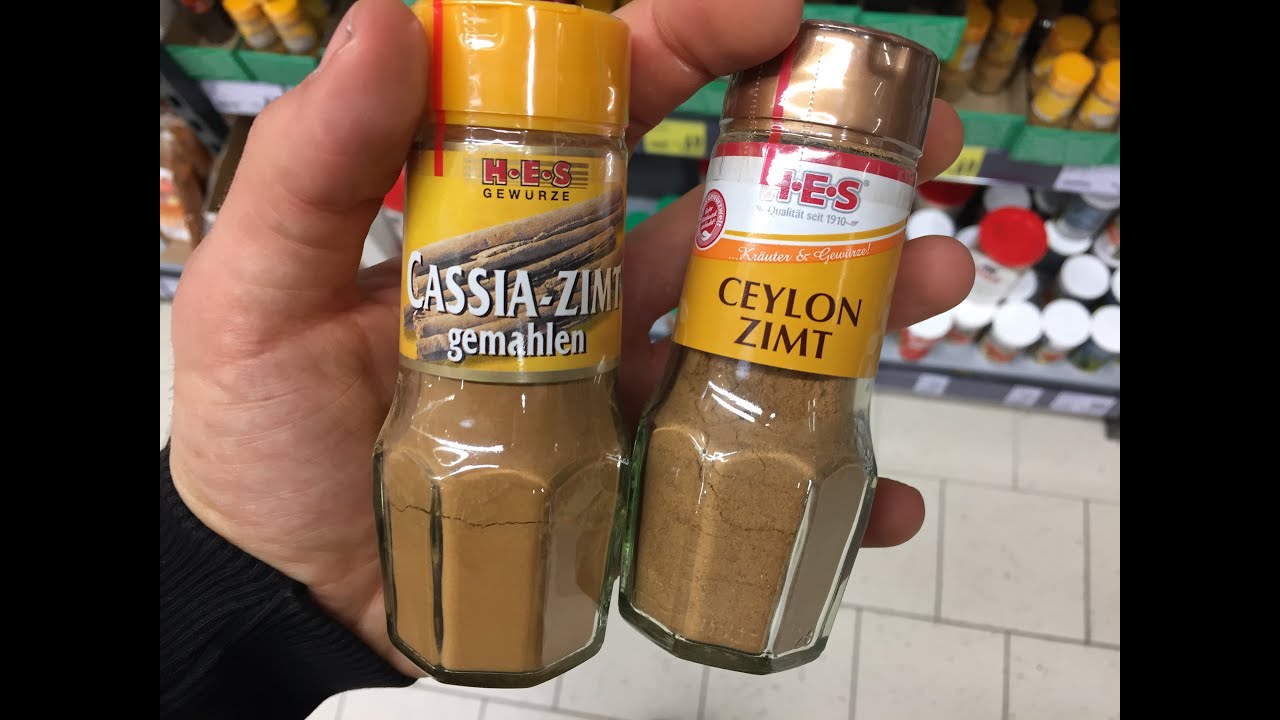 H·E·S
GEWÜRZE
CASSIA-ZIMT
gemahlen
H·E·S®
Qualität seit 1910
...Kräuter & Gewürze!
CEYLON
ZIMT